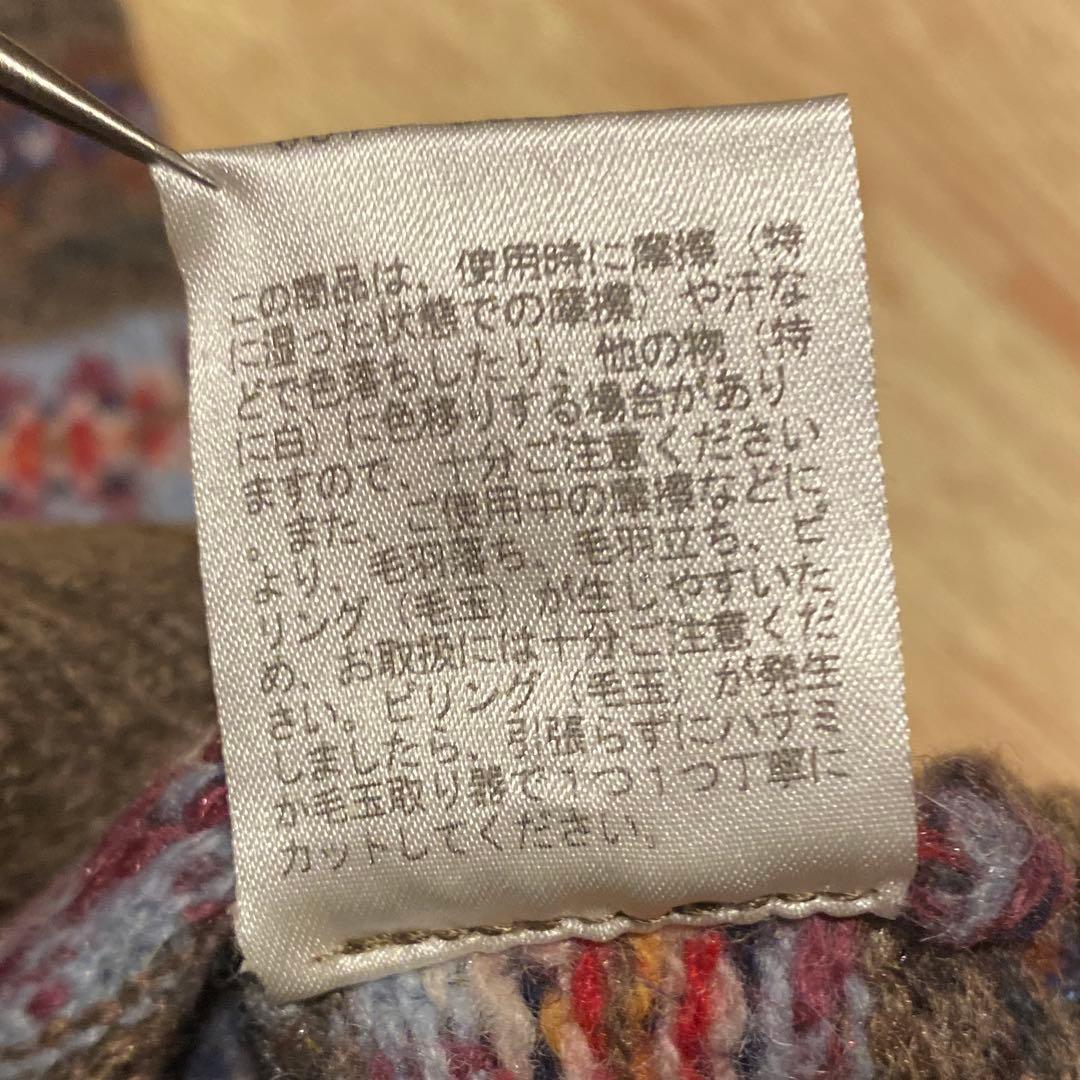 この商品は、使用時に摩擦（特
に湿った状態での摩擦）や汗な
どで色落ちしたり、他の物（特
に白）に色移りする場合があり
ますので、十分ご注意ください
。また、ご使用中の摩擦などに
より、毛羽落ち、毛羽立ち、ピ
リング（毛玉）が生じやすいた
め、お取扱には十分ご注意くだ
さい。ピリング（毛玉）が発生
しましたら、引張らずにハサミ
か毛玉取り器で１つ１つ丁寧に
カットしてください。